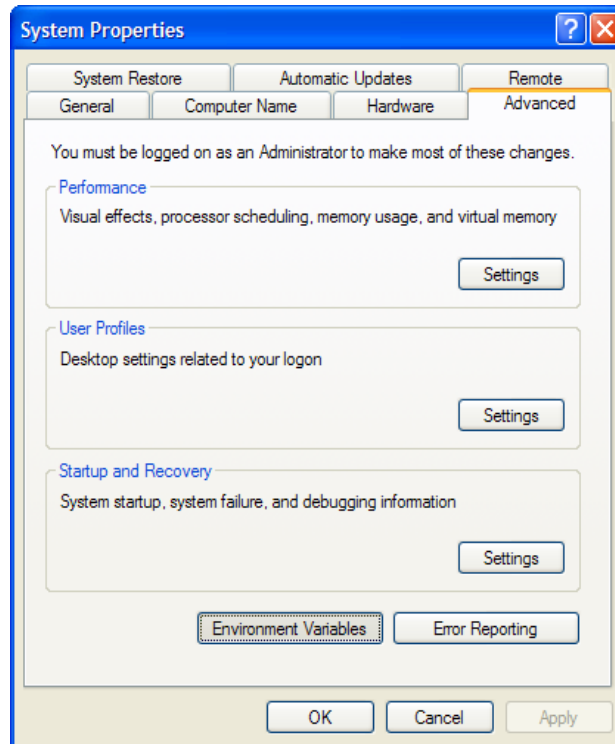 System Properties
System Restore Automatic Updates Remote
General Computer Name Hardware Advanced
You must be logged on as an Administrator to make most of these changes.
Performance
Visual effects, processor scheduling, memory usage, and virtual memory
Settings
User Profiles
Desktop settings related to your logon
Settings
Startup and Recovery
System startup, system failure, and debugging information
Settings
Environment Variables Error Reporting
OK Cancel Apply